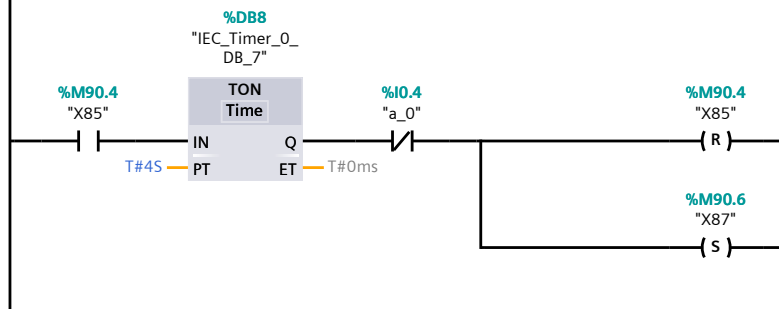 %DB8
"IEC_Timer_0_
DB_7"
%M90.4
"X85"
TON
Time
%I0.4
"a_0"
%M90.4
"X85"
IN
Q
R
T#4S
PT
ET
T#0ms
%M90.6
"X87"
S